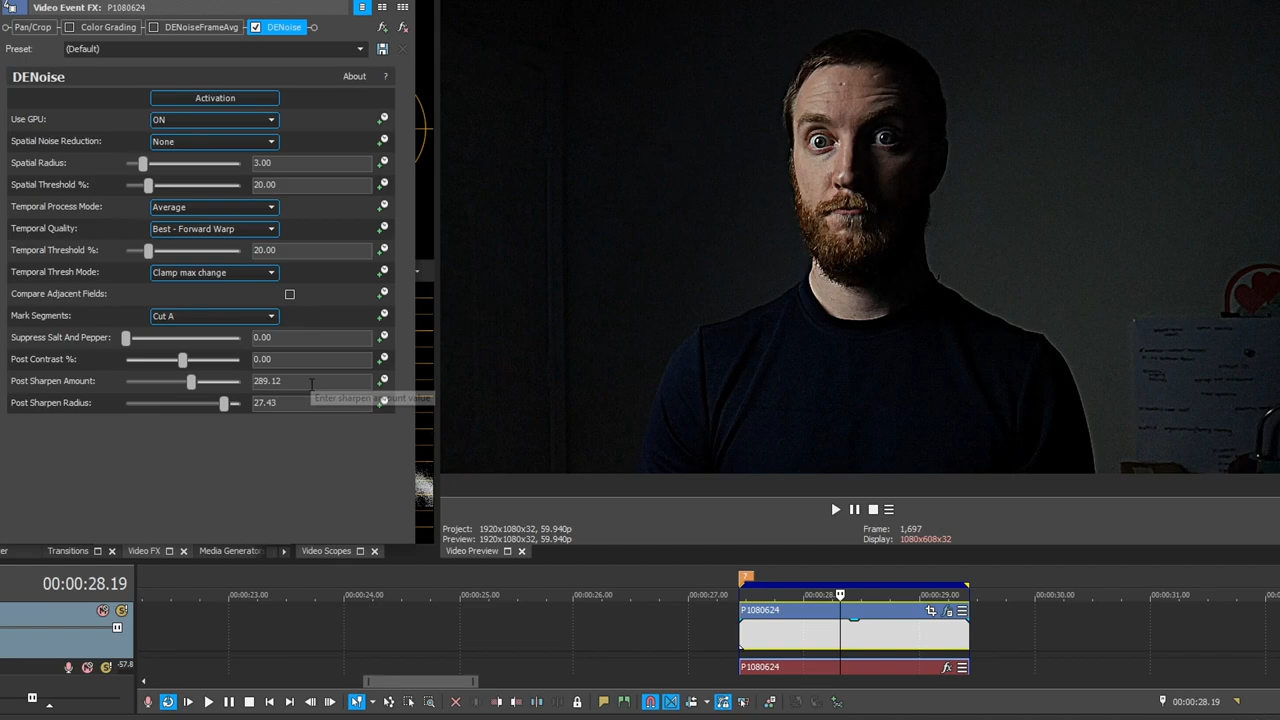 Video Event FX: P1080624
Pan/Crop Color Grading DENoiseFrameAvg DENoise
Preset: (Default)
DENoise About ?
Activation
Use GPU: ON
Spatial Noise Reduction: None
Spatial Radius: 3.00
Spatial Threshold %: 20.00
Temporal Process Mode: Average
Temporal Quality: Best - Forward Warp
Temporal Threshold %: 20.00
Temporal Thresh Mode: Clamp max change
Compare Adjacent Fields:
Mark Segments: Cut A
Suppress Salt And Pepper: 0.00
Post Contrast %: 0.00
Post Sharpen Amount: 289.12
Enter sharpen amount value
Post Sharpen Radius: 27.43
Project: 1920x1080x32, 59.940p Frame: 1,697
Preview: 1920x1080x32, 59.940p Display: 1080x608x32
Transitions Video FX Media Generator Video Scopes Video Preview
00:00:28.19
7
00:00:23.00 00:00:24.00 00:00:25.00 00:00:26.00 00:00:27.00 00:00:28. 00:00:29.00 00:00:30.00 00:00:31.00
P1080624
P1080624
-57.8
00:00:28.19